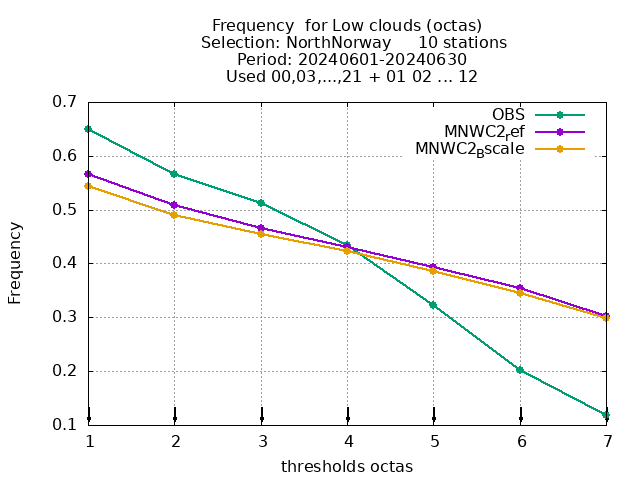 Frequency  for Low clouds (octas)
Selection: NorthNorway     10 stations
Period: 20240601-20240630
Used 00,03,...,21 + 01 02 ... 12
OBS
MNWC2ref
MNWC2Bscale
Frequency
0.7
0.6
0.5
0.4
0.3
0.2
0.1
1 2 3 4 5 6 7
thresholds octas